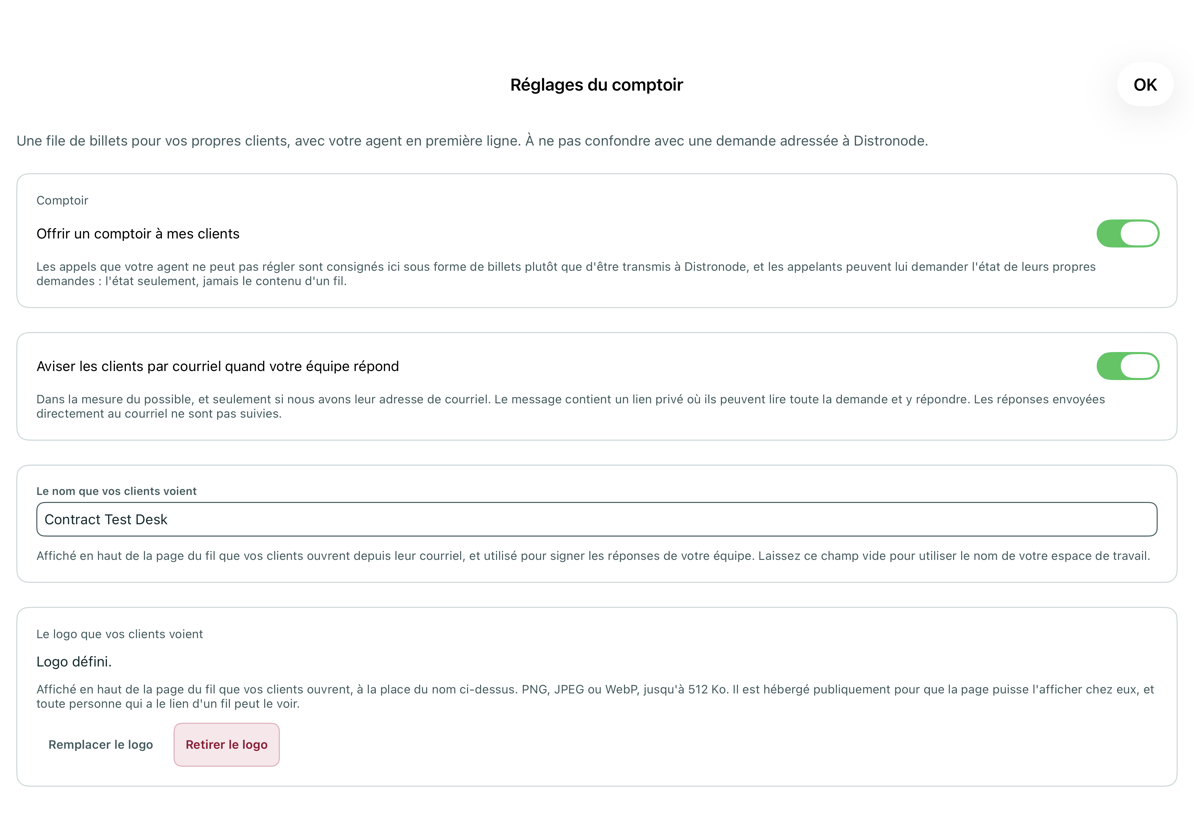 Réglages du comptoir
OK
Une file de billets pour vos propres clients, avec votre agent en première ligne. À ne pas confondre avec une demande adressée à Distronode.
Comptoir
Offrir un comptoir à mes clients
Les appels que votre agent ne peut pas régler sont consignés ici sous forme de billets plutôt que d'être transmis à Distronode, et les appelants peuvent lui demander l'état de leurs propres
demandes : l'état seulement, jamais le contenu d'un fil.
Aviser les clients par courriel quand votre équipe répond
Dans la mesure du possible, et seulement si nous avons leur adresse de courriel. Le message contient un lien privé où ils peuvent lire toute la demande et y répondre. Les réponses envoyées
directement au courriel ne sont pas suivies.
Le nom que vos clients voient
Contract Test Desk
Affiché en haut de la page du fil que vos clients ouvrent depuis leur courriel, et utilisé pour signer les réponses de votre équipe. Laissez ce champ vide pour utiliser le nom de votre espace de travail.
Le logo que vos clients voient
Logo défini.
Affiché en haut de la page du fil que vos clients ouvrent, à la place du nom ci-dessus. PNG, JPEG ou WebP, jusqu'à 512 Ko. Il est hébergé publiquement pour que la page puisse l'afficher chez eux, et
toute personne qui a le lien d'un fil peut le voir.
Remplacer le logo
Retirer le logo